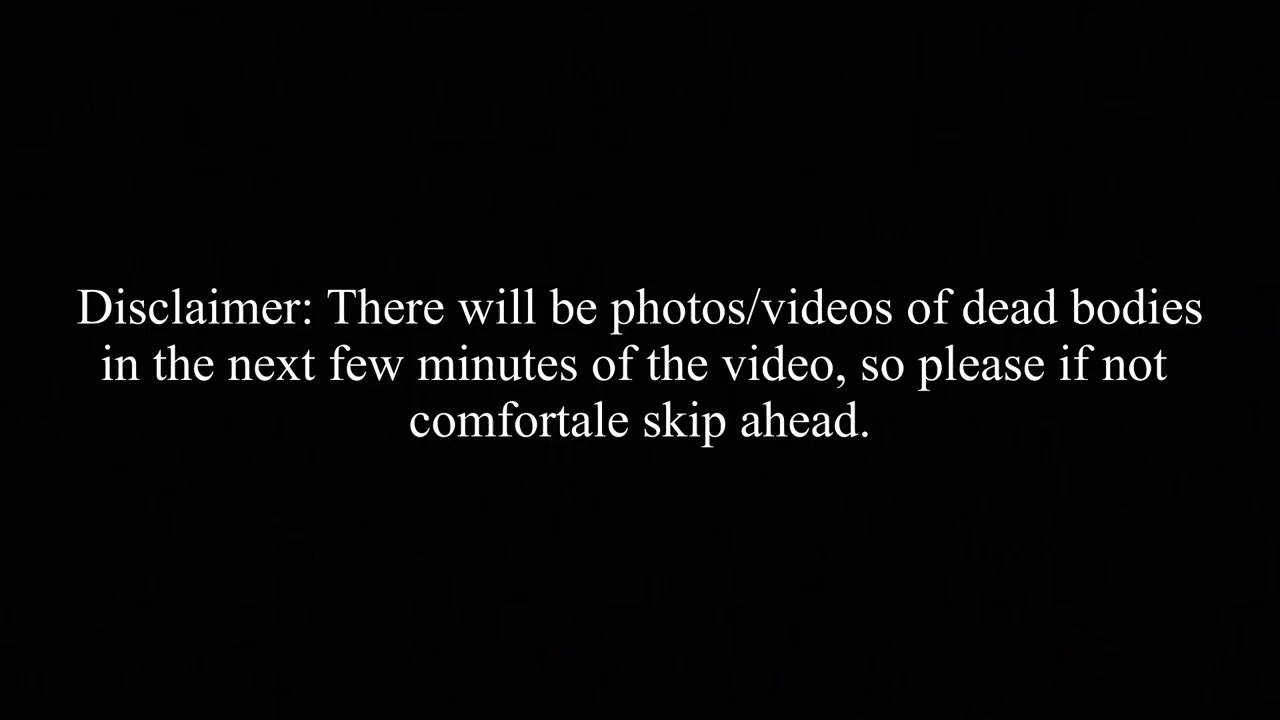 Disclaimer: There will be photos/videos of dead bodies
in the next few minutes of the video, so please if not
comfortale skip ahead.